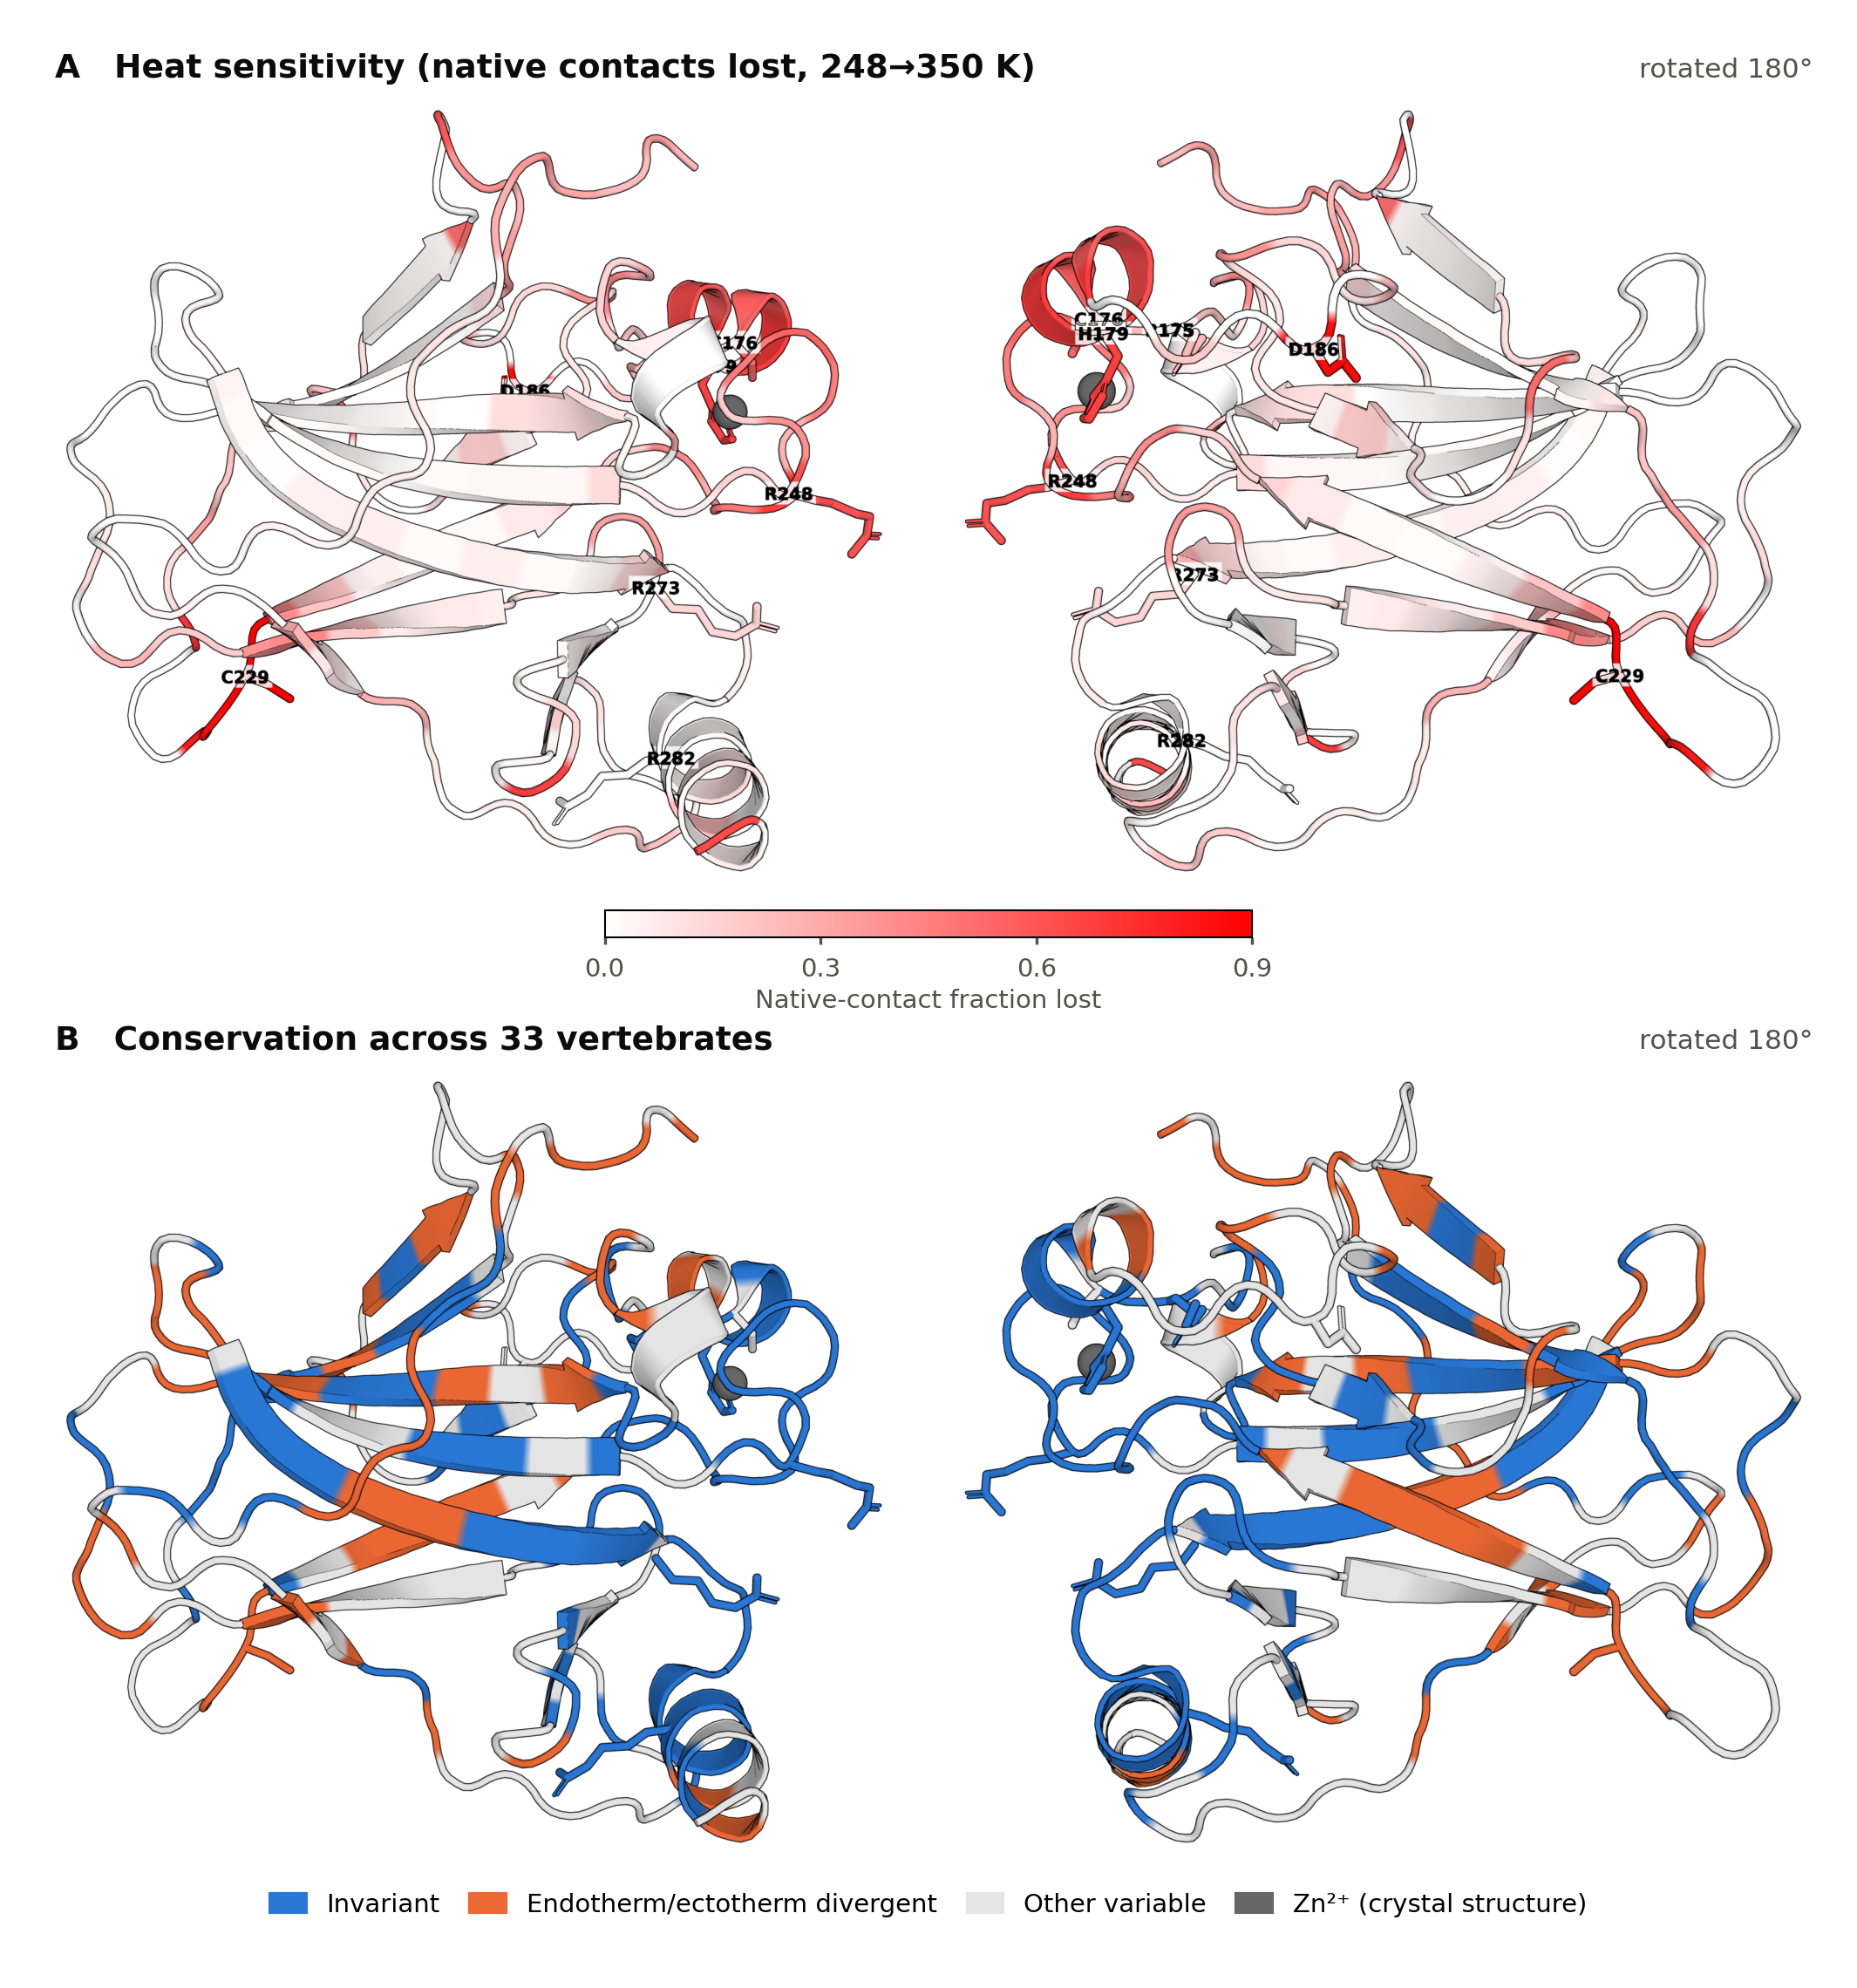 A Heat sensitivity (native contacts lost, 248→350 K)
rotated 180°
C176
H179
D186
D186
R248
R248
R273
R273
C229
C229
R282
R282
0.0 0.3 0.6 0.9
Native-contact fraction lost
B Conservation across 33 vertebrates
rotated 180°
Invariant Endotherm/ectotherm divergent Other variable Zn²⁺ (crystal structure)